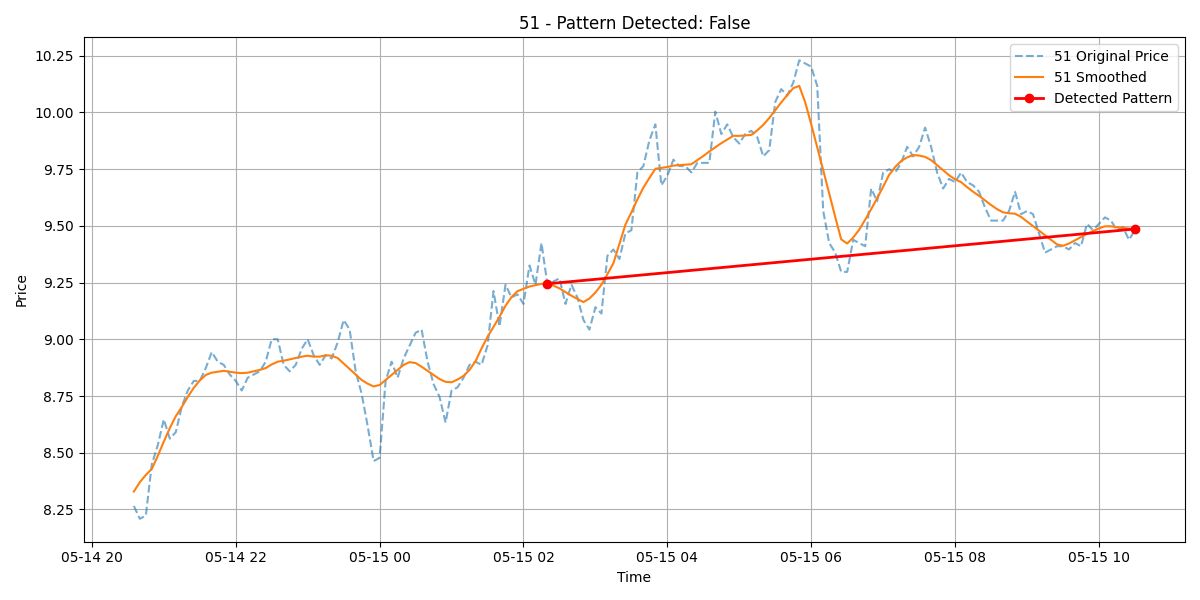 51 - Pattern Detected: False
51 Original Price
51 Smoothed
Detected Pattern
Price
10.25
10.00
9.75
9.50
9.25
9.00
8.75
8.50
8.25
05-14 20
05-14 22
05-15 00
05-15 02
05-15 04
05-15 06
05-15 08
05-15 10
Time